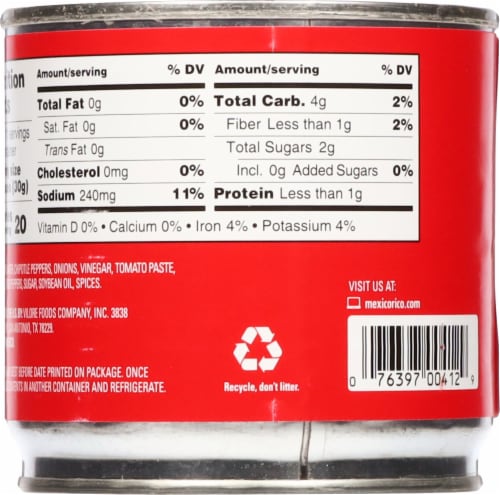 Amount/serving % DV Amount/serving % DV
Total Fat 0g 0% Total Carb. 4g 2%
Sat. Fat 0g 0% Fiber Less than 1g 2%
Trans Fat 0g Total Sugars 2g
Cholesterol 0mg 0% Incl. 0g Added Sugars 0%
Sodium 240mg 11% Protein Less than 1g
20 Vitamin D 0% • Calcium 0% • Iron 4% • Potassium 4%
(30g)
CHIPOTLE PEPPERS, ONIONS, VINEGAR, TOMATO PASTE,
PEPPERS, SUGAR, SOYBEAN OIL, SPICES.
BY: VILORE FOODS COMPANY, INC. 3838
ANTONIO, TX 78229.
BEST BEFORE DATE PRINTED ON PACKAGE. ONCE
IN ANOTHER CONTAINER AND REFRIGERATE.
Recycle, don't litter.
VISIT US AT:
mexicorico.com
0 76397 00412 9